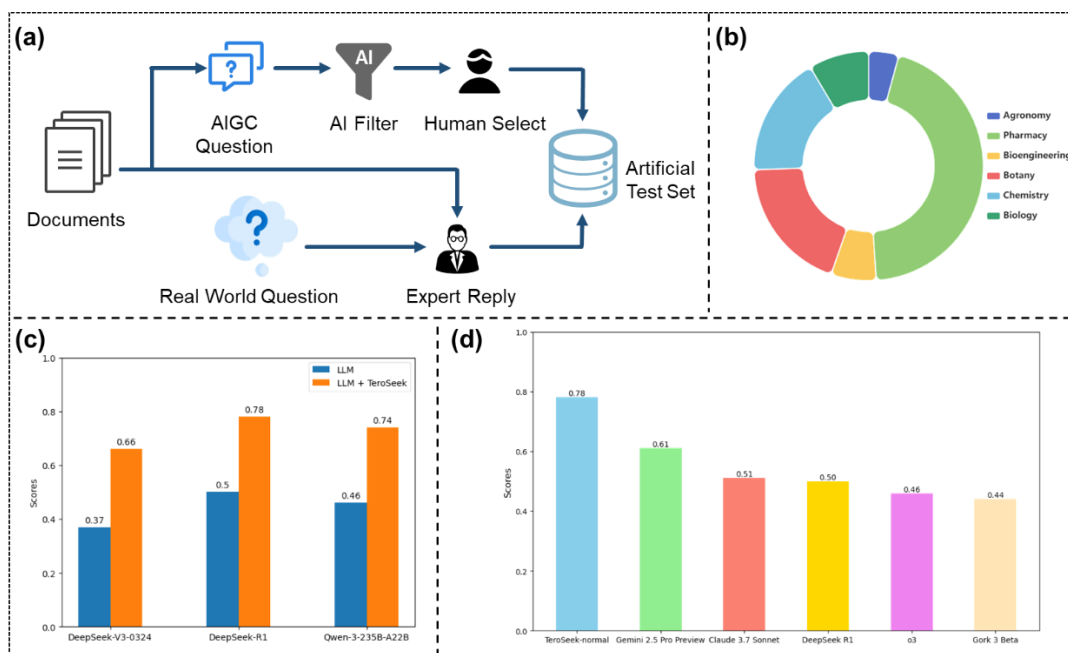 (a)
AI
AIGC
Question
AI Filter
Human Select
Documents
Artificial
Test Set
Real World Question
Expert Reply
(b)
Agronomy
Pharmacy
Bioengineering
Botany
Chemistry
Biology
(c)
1.0
0.8
0.6
0.4
0.2
0.0
Scores
LLM
LLM + TeroSeek
0.37
0.66
0.5
0.78
0.46
0.74
DeepSeek-V3-0324
DeepSeek-R1
Qwen-3-235B-A22B
(d)
1.0
0.8
0.6
0.4
0.2
0.0
Scores
0.78
0.61
0.51
0.50
0.46
0.44
TeroSeek-normal
Gemini 2.5 Pro Preview
Claude 3.7 Sonnet
DeepSeek R1
o3
Gork 3 Beta